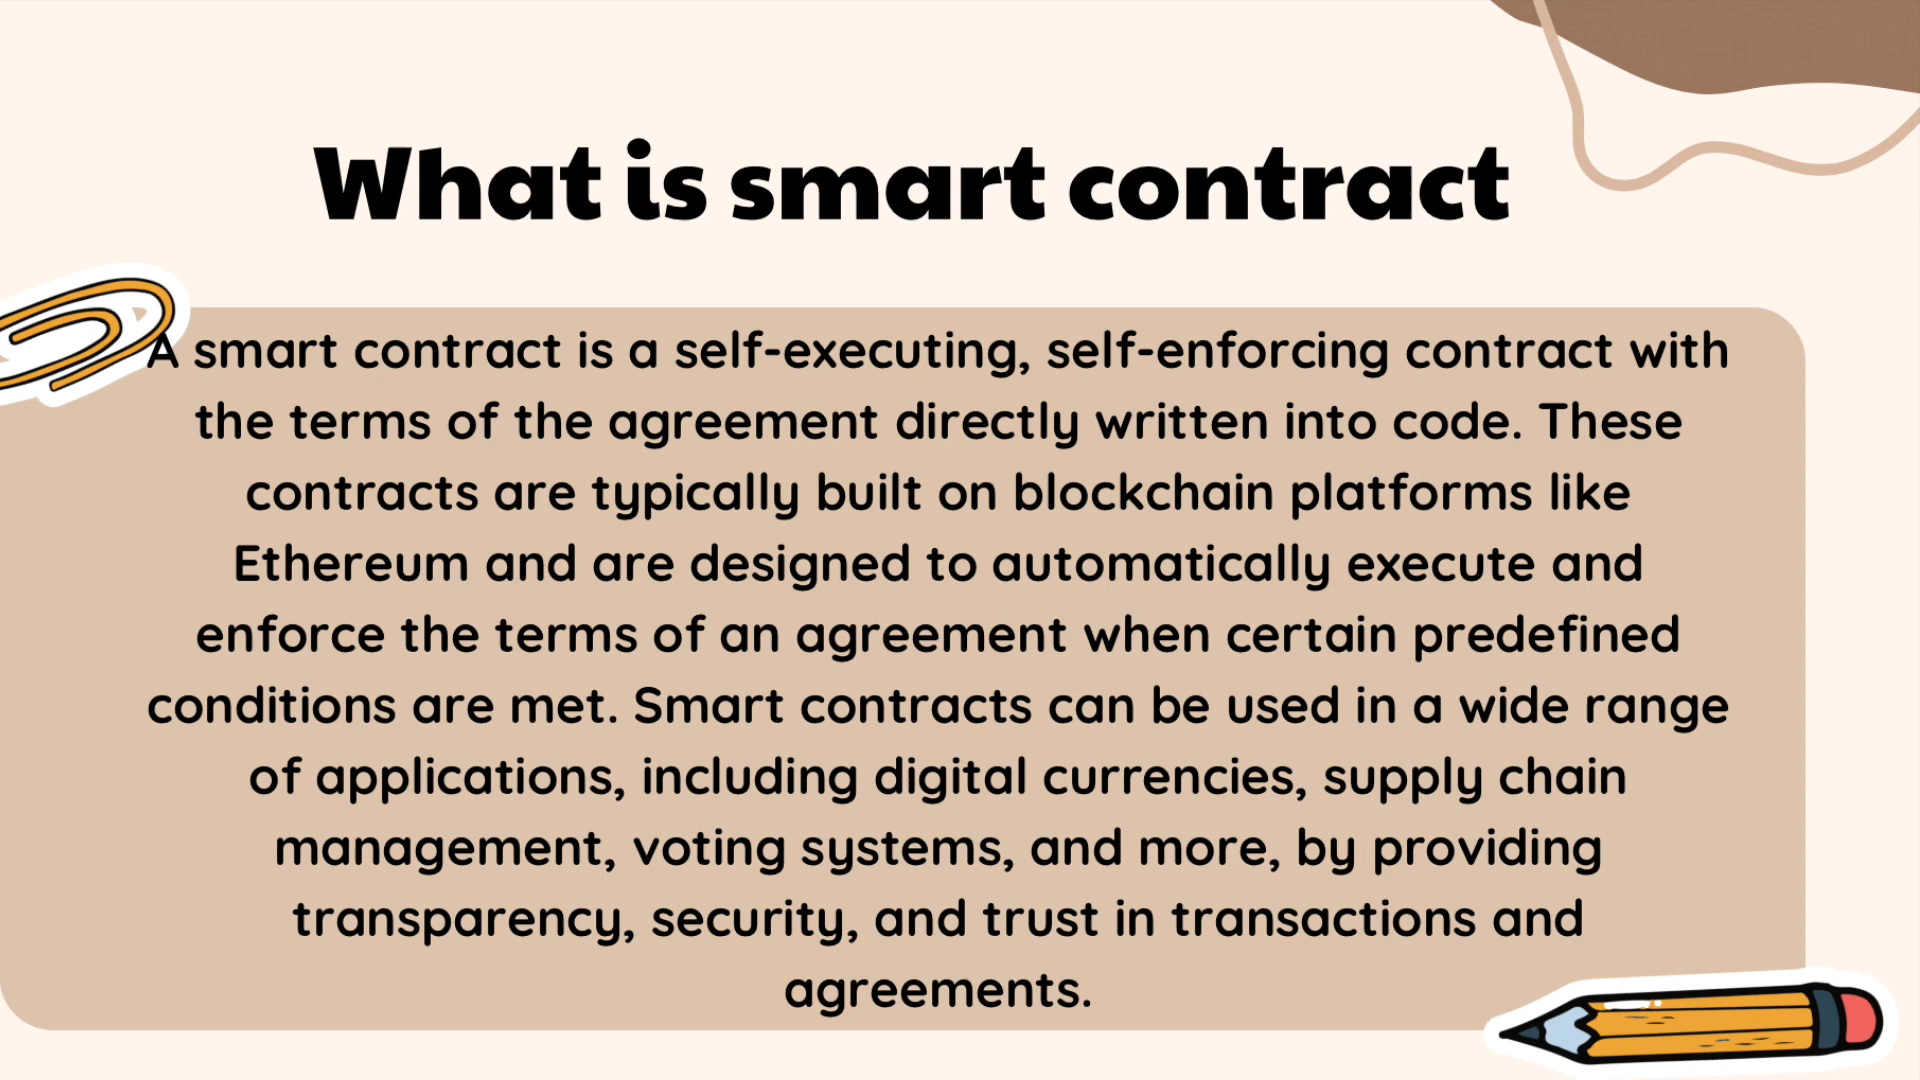 What is smart contract
A smart contract is a self-executing, self-enforcing contract with
the terms of the agreement directly written into code. These
contracts are typically built on blockchain platforms like
Ethereum and are designed to automatically execute and
enforce the terms of an agreement when certain predefined
conditions are met. Smart contracts can be used in a wide range
of applications, including digital currencies, supply chain
management, voting systems, and more, by providing
transparency, security, and trust in transactions and
agreements.